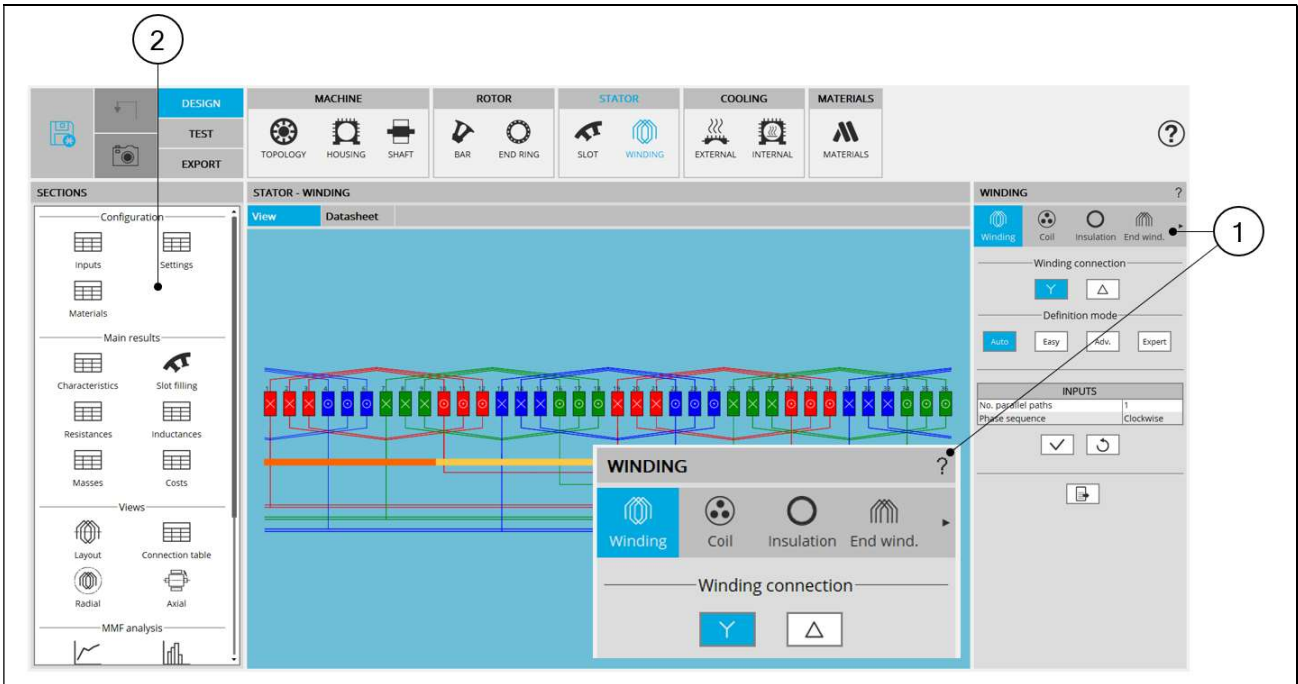 2
DESIGN
TEST
EXPORT
MACHINE
TOPOLOGY HOUSING SHAFT
ROTOR
BAR END RING
STATOR
SLOT WINDING
COOLING
EXTERNAL INTERNAL
MATERIALS
MATERIALS
?
SECTIONS
Configuration
Inputs Settings
Materials
Main results
Characteristics Slot filling
Resistances Inductances
Masses Costs
Views
Layout Connection table
Radial Axial
MMF analysis
STATOR - WINDING
View Datasheet
WINDING ?
Winding Coil Insulation End wind.
1
Winding connection
Y Δ
Definition mode
Auto Easy Adv. Expert
INPUTS
No. parallel paths 1
Phase sequence Clockwise
WINDING ?
Winding Coil Insulation End wind.
Winding connection
Y Δ